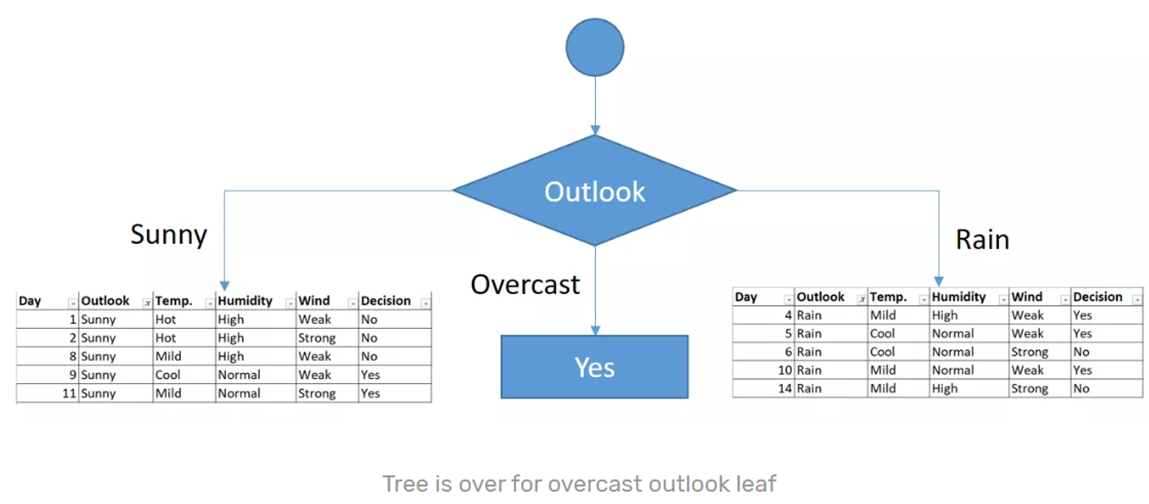 Outlook
Sunny
Rain
Overcast
Day Outlook Temp. Humidity Wind Decision
1 Sunny Hot High Weak No
2 Sunny Hot High Strong No
8 Sunny Mild High Weak No
9 Sunny Cool Normal Weak Yes
11 Sunny Mild Normal Strong Yes
Yes
Day Outlook Temp. Humidity Wind Decision
4 Rain Mild High Weak Yes
5 Rain Cool Normal Weak Yes
6 Rain Cool Normal Strong No
10 Rain Mild Normal Weak Yes
14 Rain Mild High Strong No
Tree is over for overcast outlook leaf